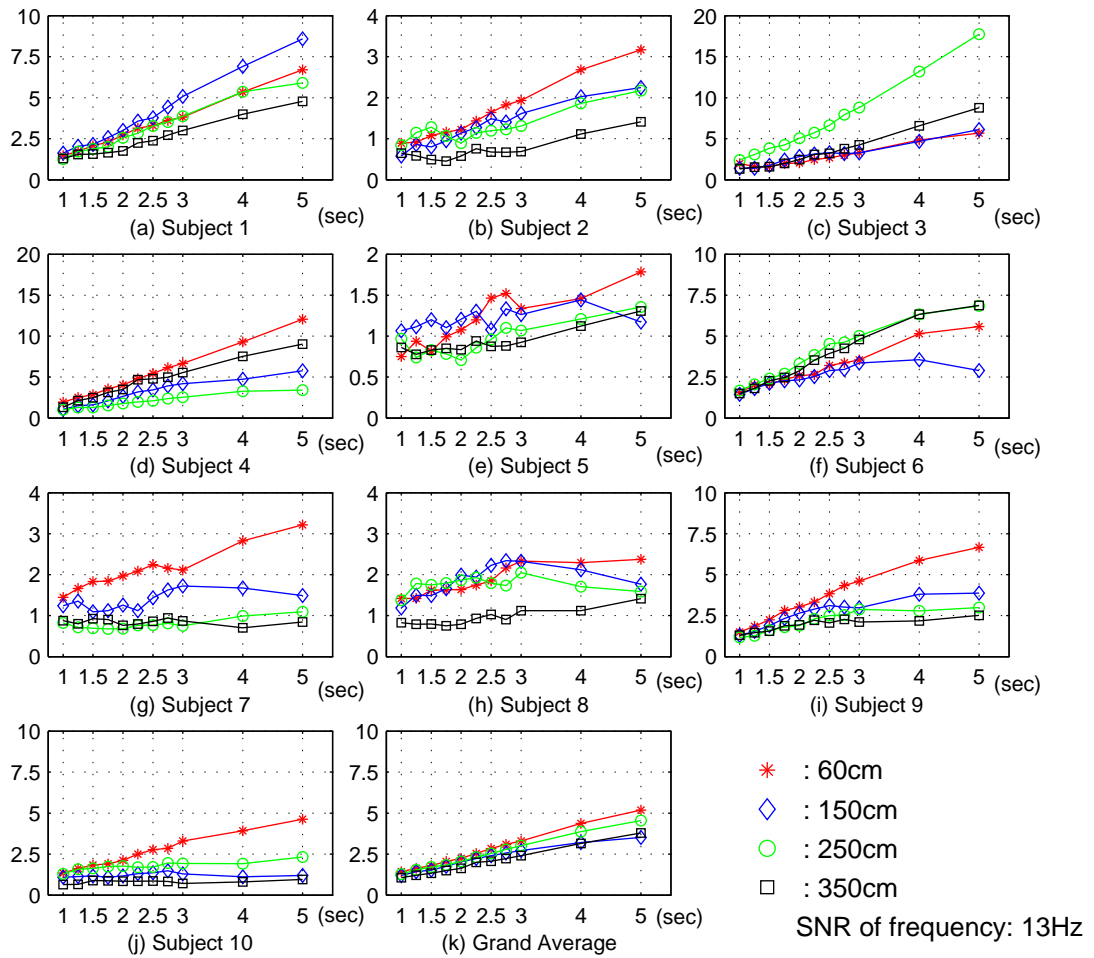 10
7.5
5
2.5
0
1 1.5 2 2.5 3 4 5 (sec)
(a) Subject 1
4
3
2
1
0
1 1.5 2 2.5 3 4 5 (sec)
(b) Subject 2
20
15
10
5
0
1 1.5 2 2.5 3 4 5 (sec)
(c) Subject 3
20
15
10
5
0
1 1.5 2 2.5 3 4 5 (sec)
(d) Subject 4
2
1.5
1
0.5
0
1 1.5 2 2.5 3 4 5 (sec)
(e) Subject 5
10
7.5
5
2.5
0
1 1.5 2 2.5 3 4 5
(f) Subject 6
4
3
2
1
0
1 1.5 2 2.5 3 4 5 (sec)
(g) Subject 7
4
3
2
1
0
1 1.5 2 2.5 3 4 5 (sec)
(h) Subject 8
10
7.5
5
2.5
0
1 1.5 2 2.5 3 4 5
(i) Subject 9
10
7.5
5
2.5
0
1 1.5 2 2.5 3 4 5
(j) Subject 10
10
7.5
5
2.5
0
1 1.5 2 2.5 3 4 5
(k) Grand Average
: 60cm
: 150cm
: 250cm
: 350cm
SNR of frequency: 13Hz